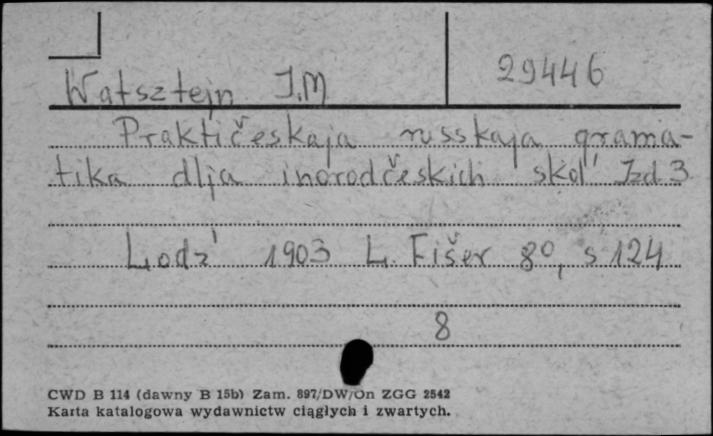 Watsztejn J.M
29446
Praktičeskaja russkaja grama-
tika dlja inorodčeskich škol' Izd 3
Lodz' 1903 L. Fišer 8º, s 124
8
CWD B 114 (dawny B 15b) Zam. 897/DW/On ZGG 2542
Karta katalogowa wydawnictw ciągłych i zwartych.